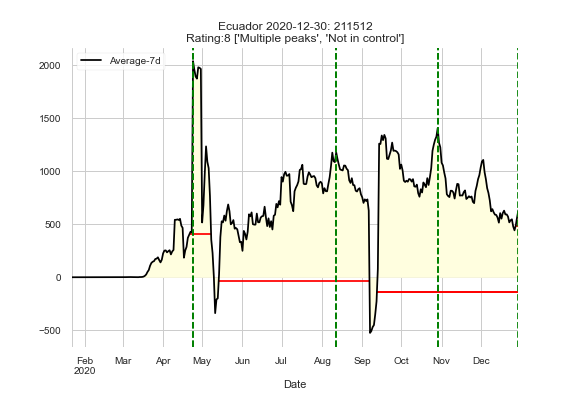 Ecuador 2020-12-30: 211512
Rating:8 ['Multiple peaks', 'Not in control']
Average-7d
2000
1500
1000
500
0
−500
Feb Mar Apr May Jun Jul Aug Sep Oct Nov Dec
2020
Date